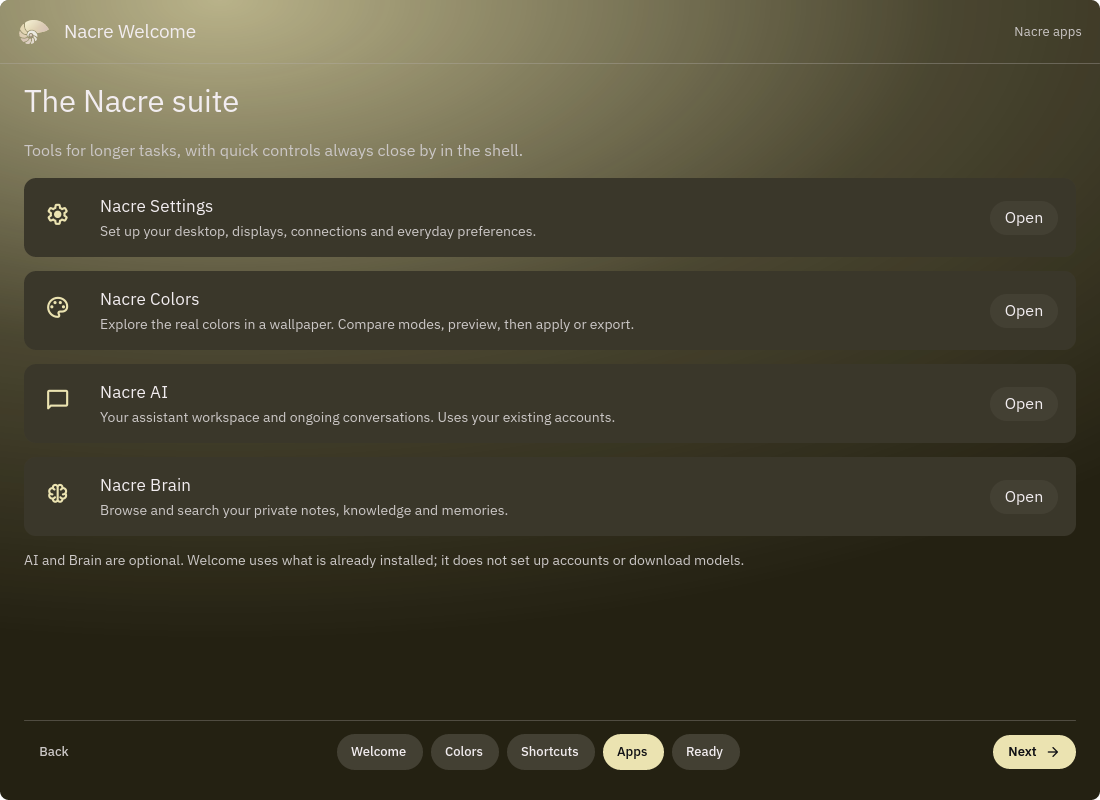 Nacre Welcome
Nacre apps
The Nacre suite
Tools for longer tasks, with quick controls always close by in the shell.
Nacre Settings
Set up your desktop, displays, connections and everyday preferences.
Open
Nacre Colors
Explore the real colors in a wallpaper. Compare modes, preview, then apply or export.
Open
Nacre AI
Your assistant workspace and ongoing conversations. Uses your existing accounts.
Open
Nacre Brain
Browse and search your private notes, knowledge and memories.
Open
AI and Brain are optional. Welcome uses what is already installed; it does not set up accounts or download models.
Back
Welcome
Colors
Shortcuts
Apps
Ready
Next